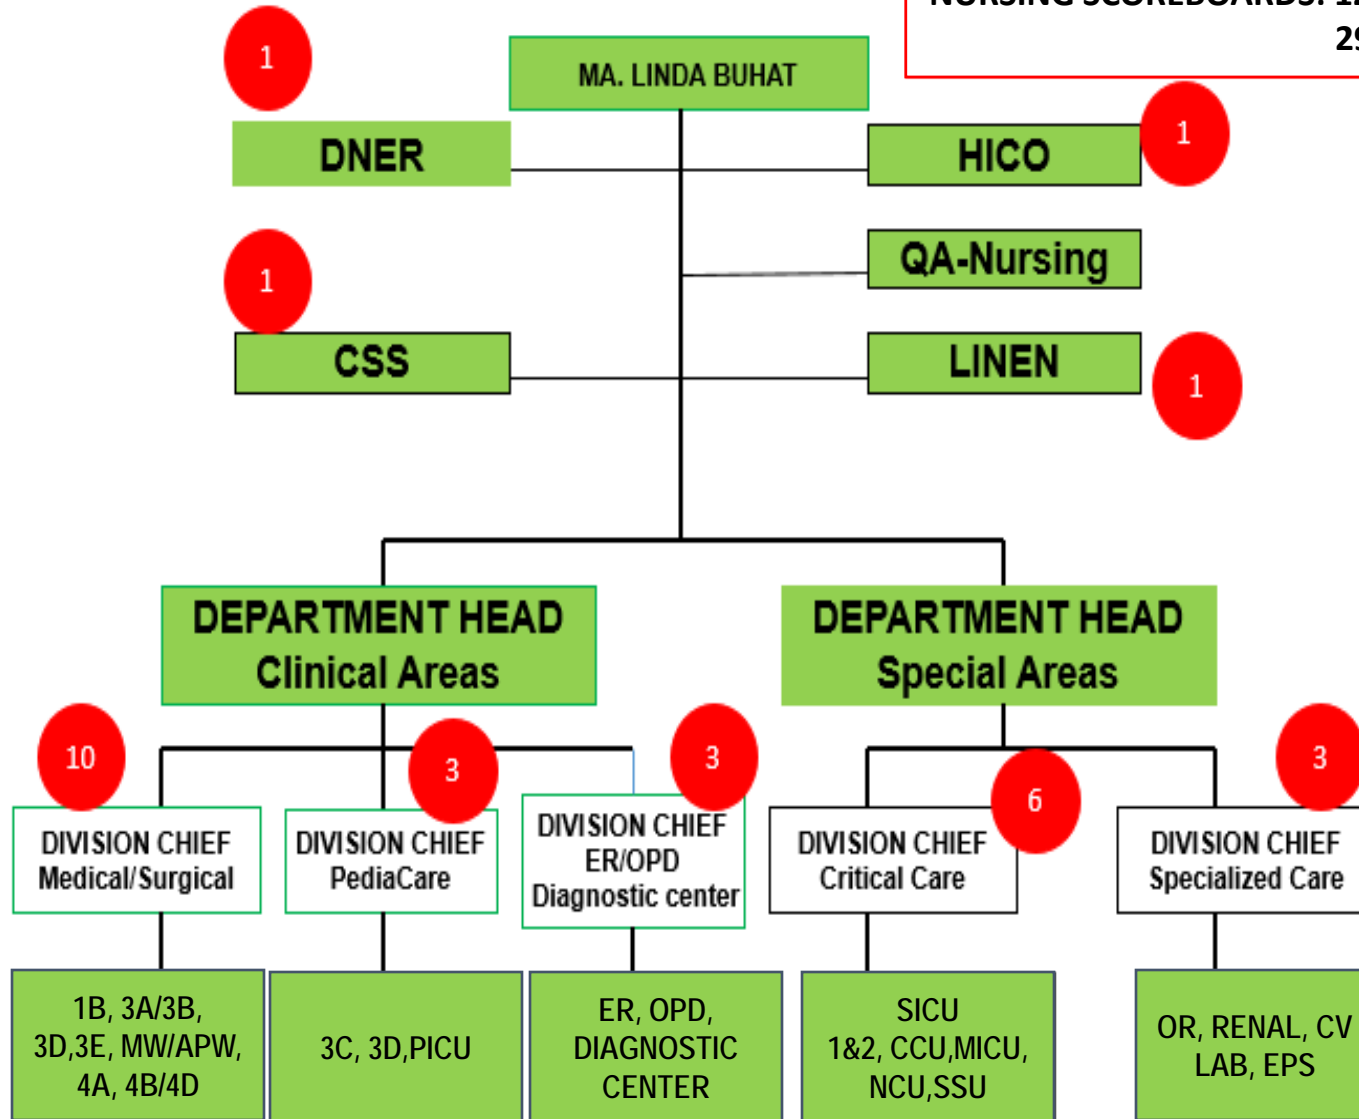 NURSING SCOREBOARDS: 12
29
1
MA. LINDA BUHAT
DNER
HICO
1
QA-Nursing
1
CSS
LINEN
1
DEPARTMENT HEAD
Clinical Areas
DEPARTMENT HEAD
Special Areas
10
3
3
6
3
DIVISION CHIEF
Medical/Surgical
DIVISION CHIEF
PediaCare
DIVISION CHIEF
ER/OPD
Diagnostic center
DIVISION CHIEF
Critical Care
DIVISION CHIEF
Specialized Care
1B, 3A/3B,
3D,3E, MW/APW,
4A, 4B/4D
3C, 3D,PICU
ER, OPD,
DIAGNOSTIC
CENTER
SICU
1&2, CCU,MICU,
NCU,SSU
OR, RENAL, CV
LAB, EPS